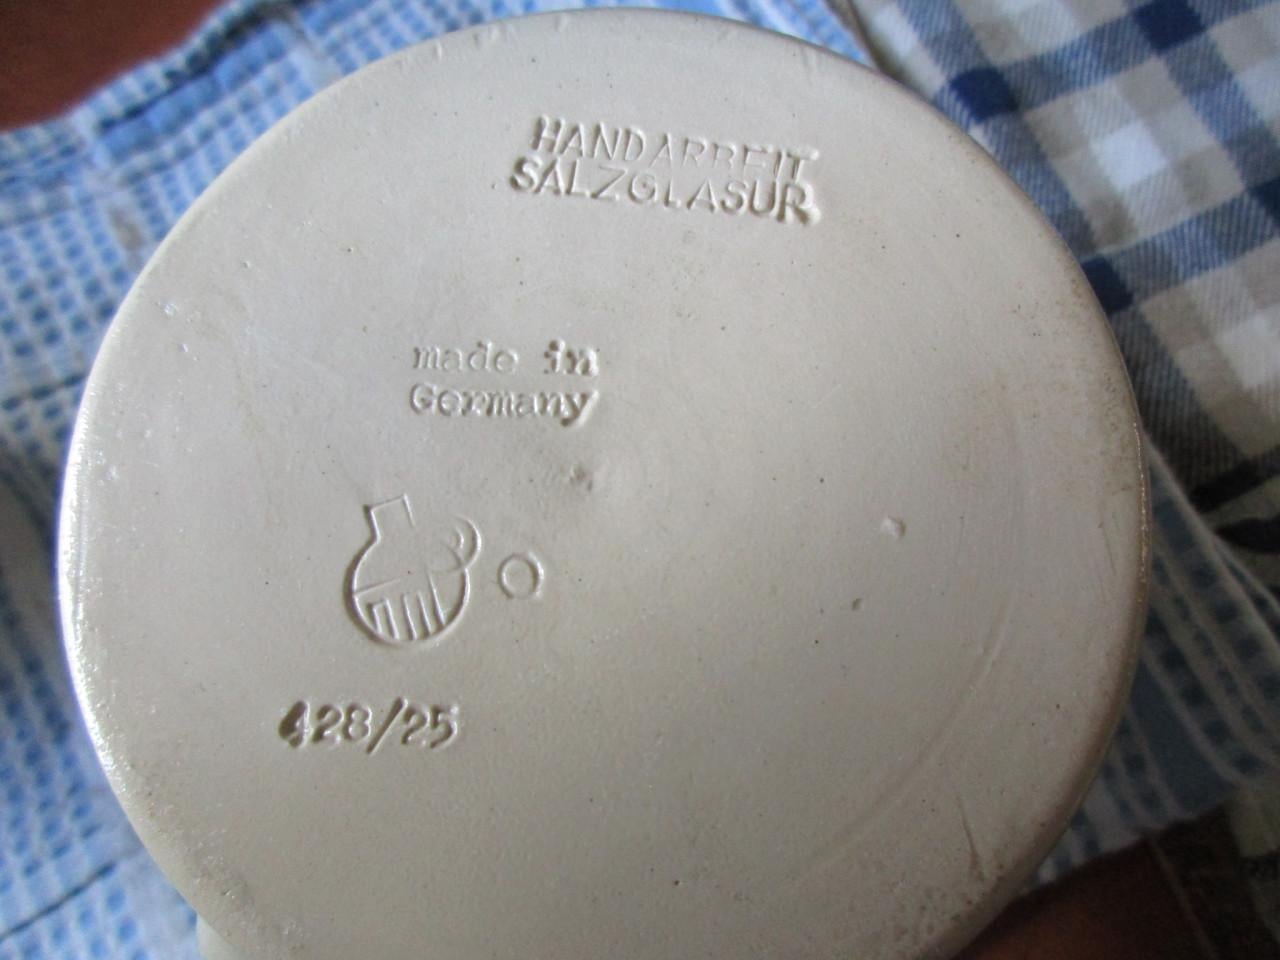 HANDARBEIT
SALZGLASUR
made in
Germany
428/25